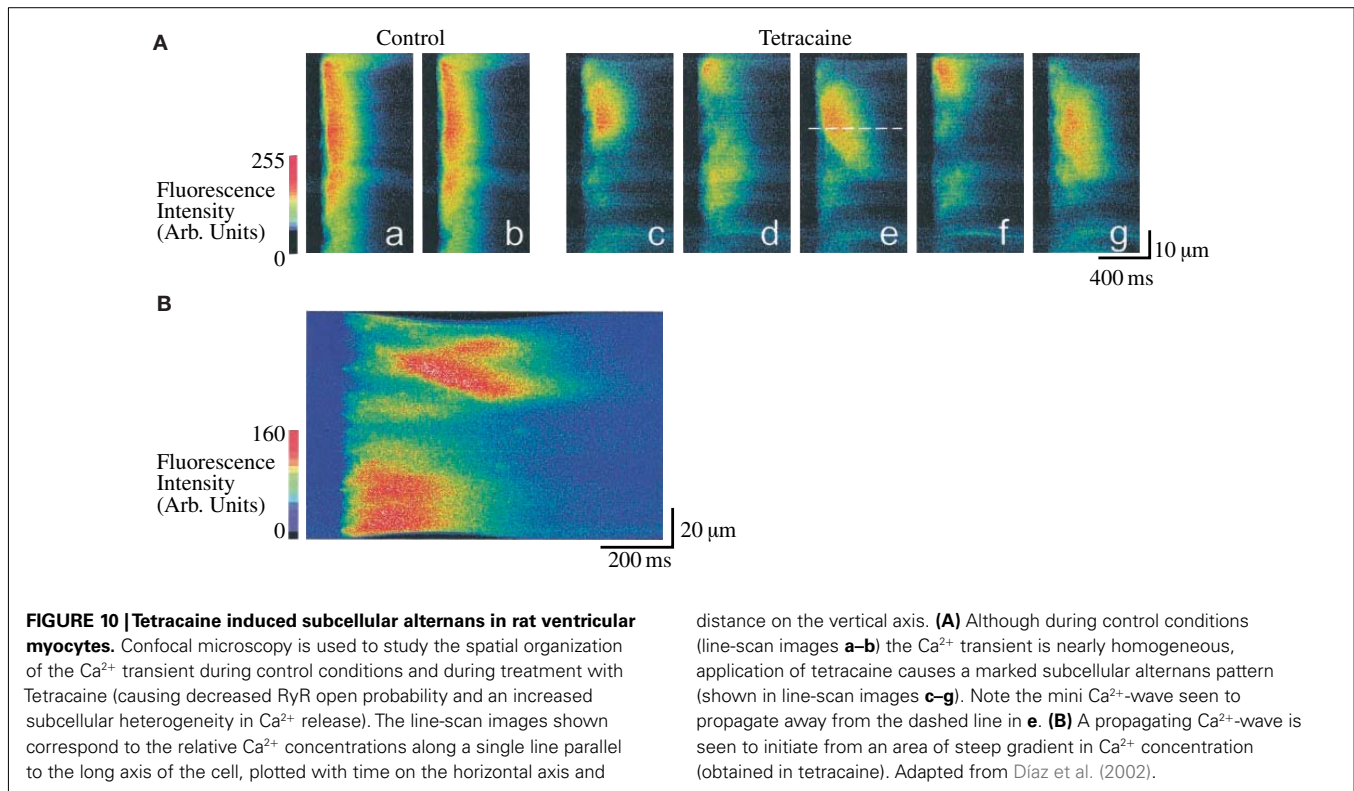 A
Control
Tetracaine
255
Fluorescence
Intensity
(Arb. Units)
0
a
b
c
d
e
f
g
10 µm
400 ms
B
160
Fluorescence
Intensity
(Arb. Units)
0
20 µm
200 ms
FIGURE 10 | Tetracaine induced subcellular alternans in rat ventricular
myocytes. Confocal microscopy is used to study the spatial organization
of the Ca²⁺ transient during control conditions and during treatment with
Tetracaine (causing decreased RyR open probability and an increased
subcellular heterogeneity in Ca²⁺ release). The line-scan images shown
correspond to the relative Ca²⁺ concentrations along a single line parallel
to the long axis of the cell, plotted with time on the horizontal axis and
distance on the vertical axis. (A) Although during control conditions
(line-scan images a–b) the Ca²⁺ transient is nearly homogeneous,
application of tetracaine causes a marked subcellular alternans pattern
(shown in line-scan images c–g). Note the mini Ca²⁺-wave seen to
propagate away from the dashed line in e. (B) A propagating Ca²⁺-wave is
seen to initiate from an area of steep gradient in Ca²⁺ concentration
(obtained in tetracaine). Adapted from Díaz et al. (2002).